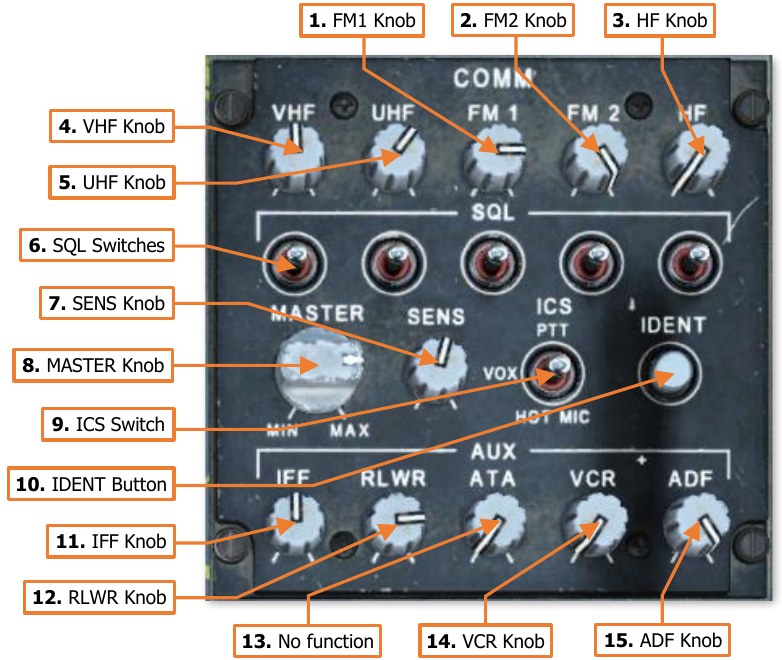 1. FM1 Knob
2. FM2 Knob
3. HF Knob
COMM
VHF UHF FM 1 FM 2 HF
4. VHF Knob
5. UHF Knob
SQL
6. SQL Switches
7. SENS Knob
MASTER SENS ICS IDENT
PTT
8. MASTER Knob
VOX
9. ICS Switch
MIN MAX HOT MIC
10. IDENT Button
AUX
IFF RLWR ATA VCR ADF
11. IFF Knob
12. RLWR Knob
13. No function
14. VCR Knob
15. ADF Knob